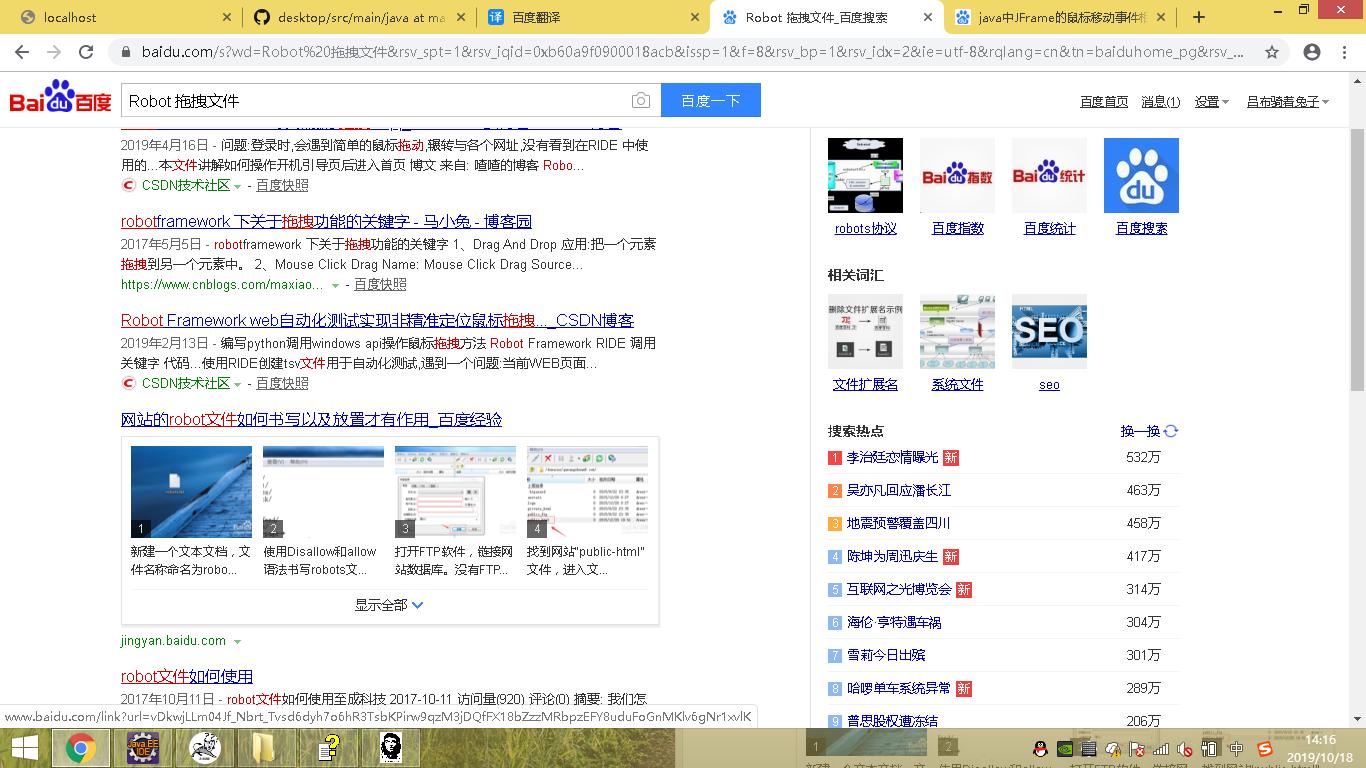 localhost
desktop/src/main/java at ma
百度翻译
Robot 拖拽文件_百度搜索
java中JFrame的鼠标移动事件
baidu.com/s?wd=Robot%20拖拽文件&rsv_spt=1&rsv_iqid=0xb60a9f0900018acb&issp=1&f=8&rsv_bp=1&rsv_idx=2&ie=utf-8&rqlang=cn&tn=baiduhome_pg&rsv_...
Bai du 百度
Robot 拖拽文件
百度一下
百度首页
消息(1)
设置
吕布骑着兔子
2019年4月16日 - 问题:登录时,会遇到简单的鼠标拖动,辗转与各个网址,没有看到在RIDE 中使
用的...本文件讲解如何操作开机引导页后进入首页 博文 来自: 喳喳的博客 Robo...
CSDN技术社区 - 百度快照
robotframework 下关于拖拽功能的关键字 - 马小兔 - 博客园
2017年5月5日 - robotframework 下关于拖拽功能的关键字 1、Drag And Drop 应用:把一个元素
拖拽到另一个元素中。 2、Mouse Click Drag Name: Mouse Click Drag Source...
https://www.cnblogs.com/maxiao... - 百度快照
Robot Framework web自动化测试实现非精准定位鼠标拖拽..._CSDN博客
2019年2月13日 - 编写python调用windows api操作鼠标拖拽方法 Robot Framework RIDE 调用
关键字 代码...使用RIDE创建tsv文件用于自动化测试,遇到一个问题:当前WEB页面...
CSDN技术社区 - 百度快照
网站的robot文件如何书写以及放置才有作用_百度经验
1
2
3
4
新建一个文本文档，文
件名称命名为robo...
使用Disallow和allow
语法书写robots文...
打开FTP软件，链接网
站数据库。没有FTP...
找到网站"public-html"
文件，进入文...
显示全部
jingyan.baidu.com
robot文件如何使用
2017年10月11日 - robot文件如何使用至成科技 2017-10-11 访问量(920) 评论(0) 摘要: 我们怎
www.baidu.com/link?url=vDkwjLLm04Jf_Nbrt_Tvsd6dyh7o6hR3TsbKPirw9qzM3jDQfFX18bZzzMRbpzEFY8uduFoGnMKlv6gNr1xvlK
Bai du 指数
Bai du 统计
du
robots协议
百度指数
百度统计
百度搜索
相关词汇
删除文件扩展名示例
SEO
文件扩展名
系统文件
seo
搜索热点
换一换
1 李治廷恋情曝光 新 532万
2 吴亦凡回应潘长江 463万
3 地震预警覆盖四川 458万
4 陈坤为周迅庆生 新 417万
5 互联网之光博览会 新 314万
6 海伦·亨特遇车祸 304万
7 雪莉今日出殡 301万
8 哈啰单车系统异常 新 289万
9 普思股权遭冻结 206万
Java EE
IDE
1
2
中
14:16
2019/10/18